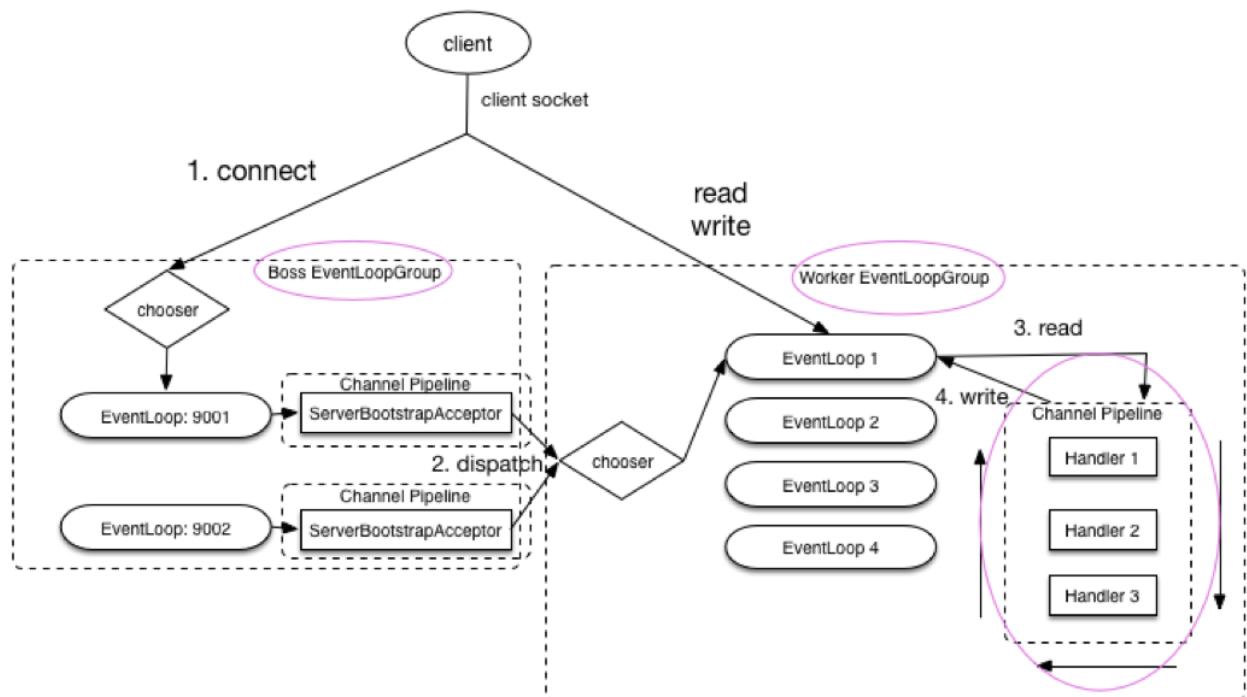 client
client socket
1. connect
read
write
Boss EventLoopGroup
Worker EventLoopGroup
chooser
3. read
EventLoop 1
Channel Pipeline
4. write
EventLoop: 9001
ServerBootstrapAcceptor
Channel Pipeline
EventLoop 2
2. dispatch
chooser
Handler 1
EventLoop 3
Channel Pipeline
EventLoop: 9002
ServerBootstrapAcceptor
Handler 2
EventLoop 4
Handler 3